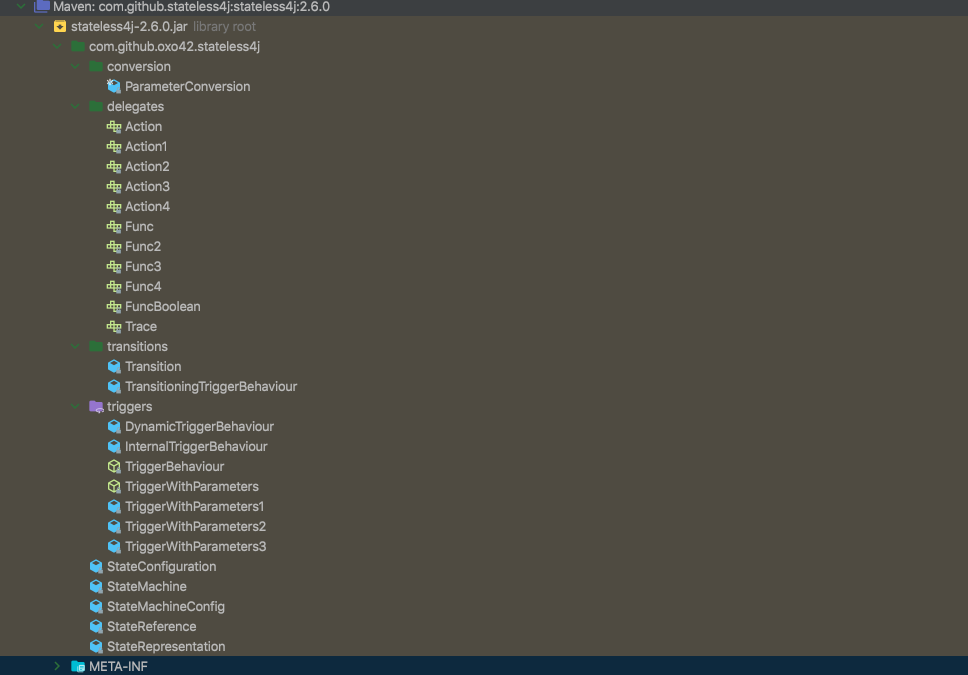 Maven: com.github.stateless4j:stateless4j:2.6.0
stateless4j-2.6.0.jar library root
com.github.oxo42.stateless4j
conversion
ParameterConversion
delegates
Action
Action1
Action2
Action3
Action4
Func
Func2
Func3
Func4
FuncBoolean
Trace
transitions
Transition
TransitioningTriggerBehaviour
triggers
DynamicTriggerBehaviour
InternalTriggerBehaviour
TriggerBehaviour
TriggerWithParameters
TriggerWithParameters1
TriggerWithParameters2
TriggerWithParameters3
StateConfiguration
StateMachine
StateMachineConfig
StateReference
StateRepresentation
META-INF